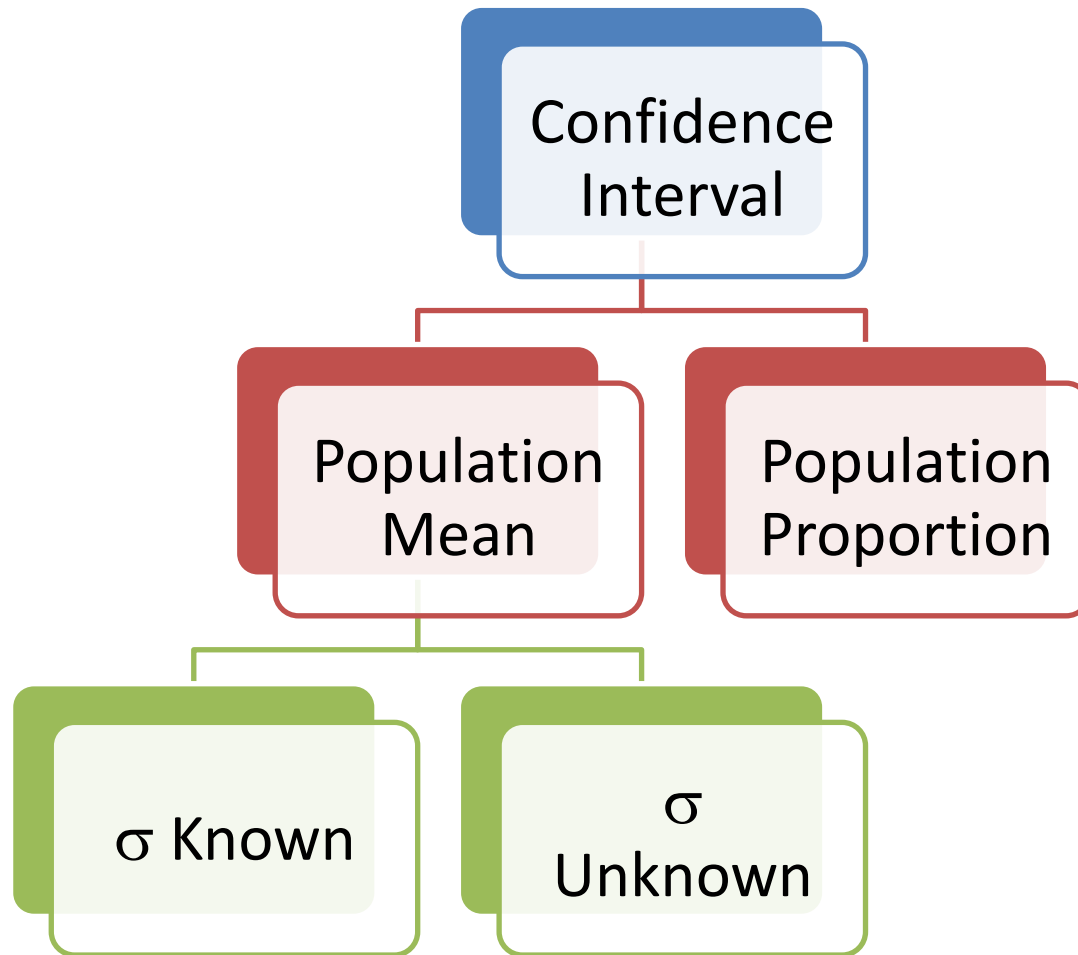 Confidence
Interval
Population
Mean
Population
Proportion
σ Known
σ
Unknown